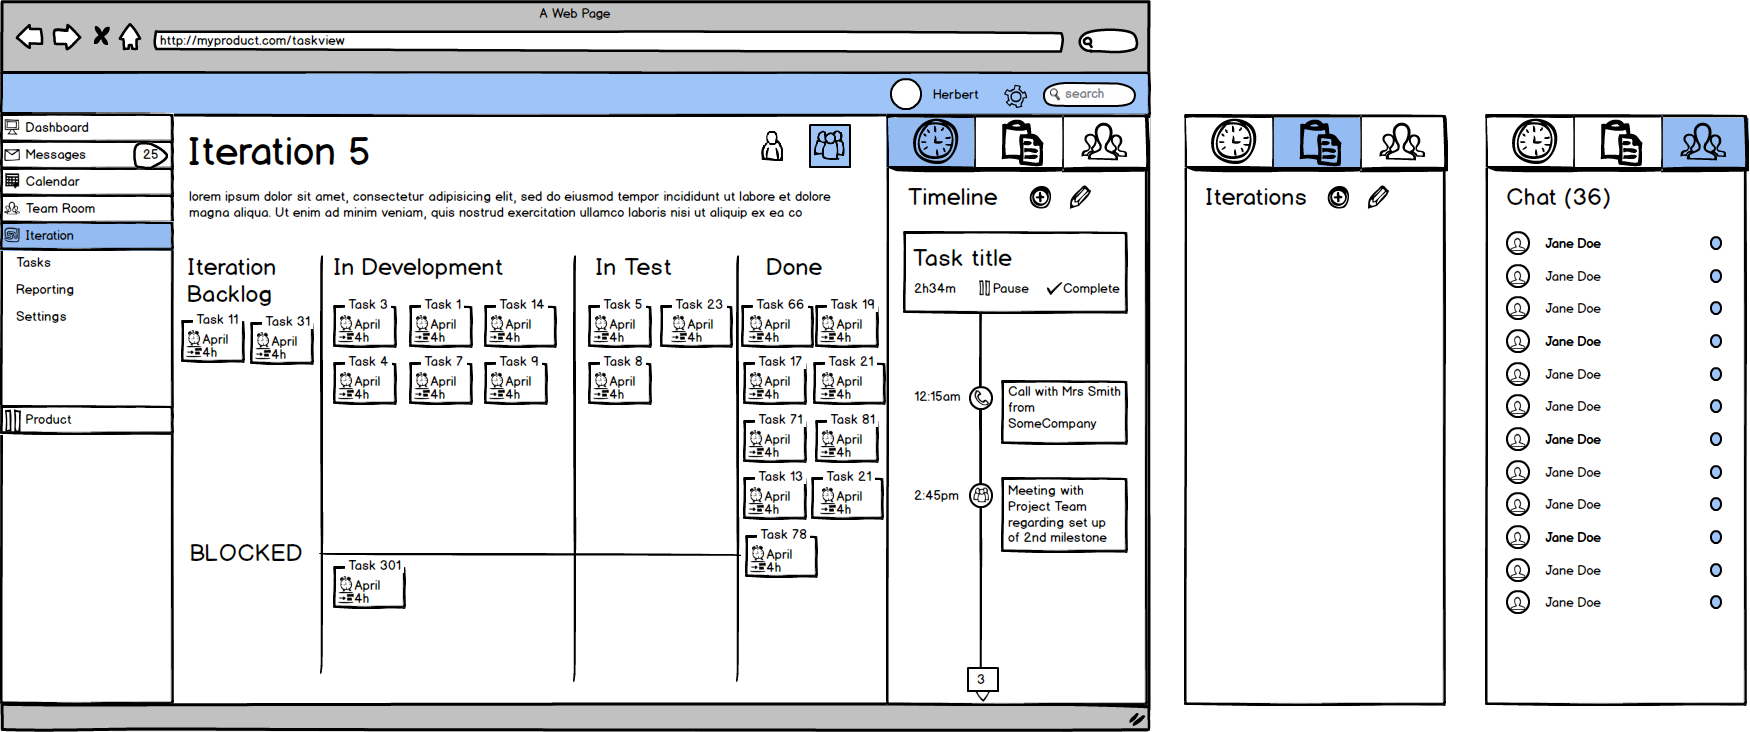 A Web Page
http://myproduct.com/taskview
Herbert
search
Dashboard
Messages
25
Calendar
Team Room
Iteration
Tasks
Reporting
Settings
Product
Iteration 5
lorem ipsum dolor sit amet, consectetur adipisicing elit, sed do eiusmod tempor incididunt ut labore et dolore
magna aliqua. Ut enim ad minim veniam, quis nostrud exercitation ullamco laboris nisi ut aliquip ex ea co
Iteration
Backlog
Task 11
April
4h
Task 31
April
4h
In Development
Task 3
April
4h
Task 1
April
4h
Task 14
April
4h
Task 4
April
4h
Task 7
April
4h
Task 9
April
4h
In Test
Task 5
April
4h
Task 23
April
4h
Task 8
April
4h
Done
Task 66
April
4h
Task 19
April
4h
Task 17
April
4h
Task 21
April
4h
Task 71
April
4h
Task 81
April
4h
Task 13
April
4h
Task 21
April
4h
Task 78
April
4h
BLOCKED
Task 301
April
4h
Timeline
Task title
2h34m
Pause
Complete
12:15am
Call with Mrs Smith
from
SomeCompany
2:45pm
Meeting with
Project Team
regarding set up
of 2nd milestone
3
Iterations
Chat (36)
Jane Doe
Jane Doe
Jane Doe
Jane Doe
Jane Doe
Jane Doe
Jane Doe
Jane Doe
Jane Doe
Jane Doe
Jane Doe
Jane Doe